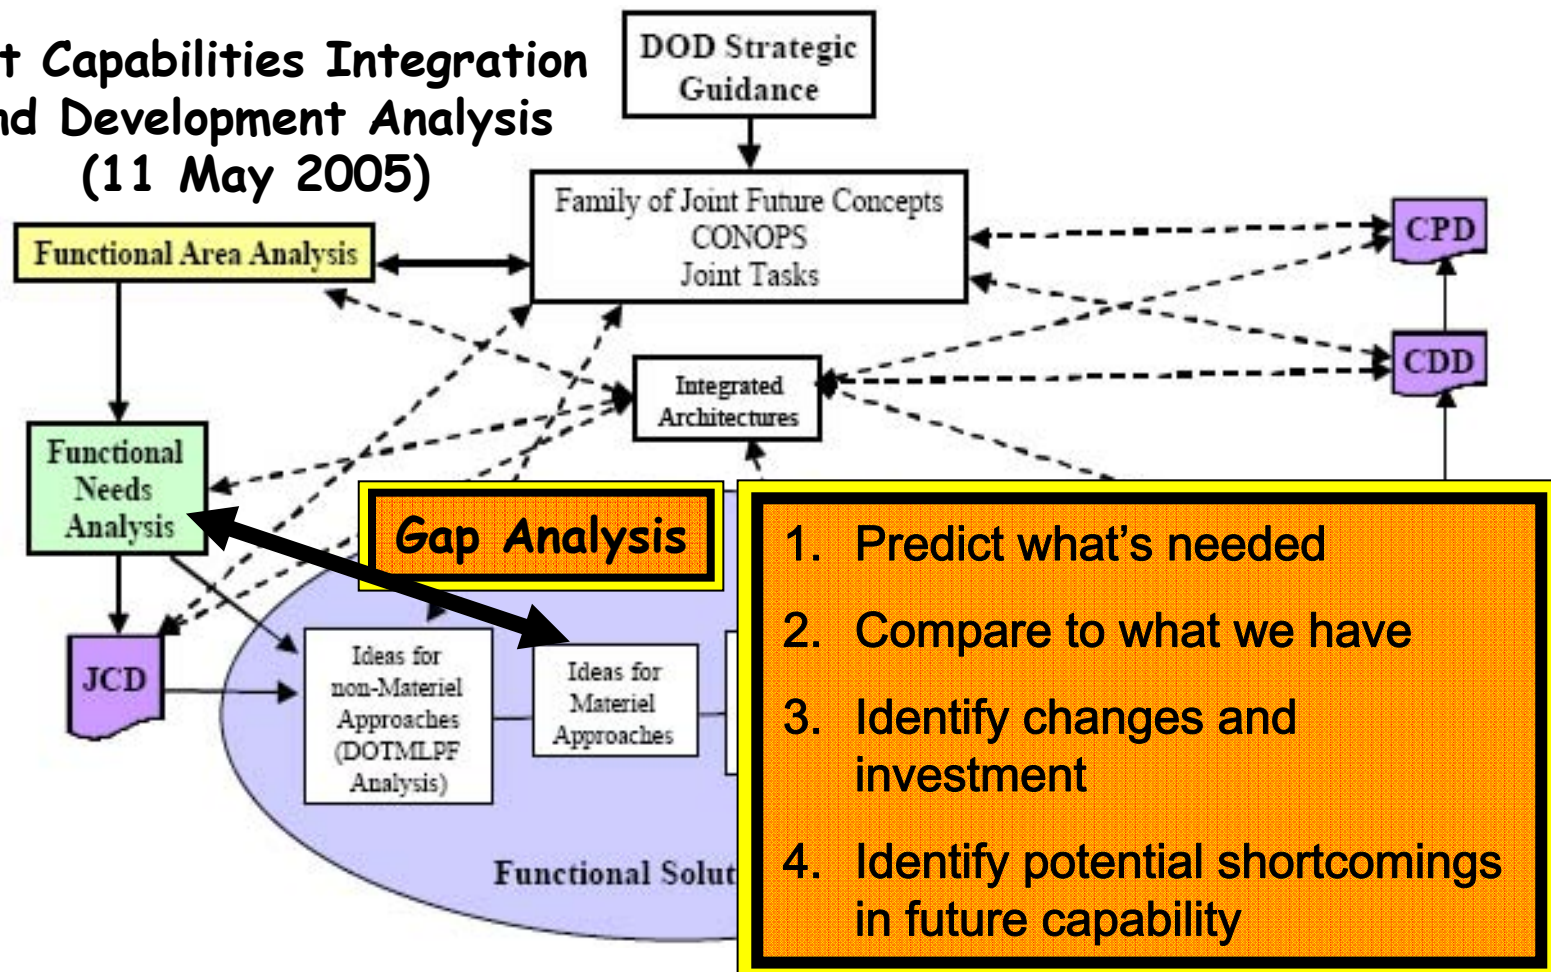 t Capabilities Integration
nd Development Analysis
(11 May 2005)
DOD Strategic
Guidance
Family of Joint Future Concepts
CONOPS
Joint Tasks
Functional Area Analysis
CPD
CDD
Integrated
Architectures
Functional
Needs
Analysis
Gap Analysis
JCD
Ideas for
non-Materiel
Approaches
(DOTMLPF
Analysis)
Ideas for
Materiel
Approaches
Functional Solut
1. Predict what's needed
2. Compare to what we have
3. Identify changes and
investment
4. Identify potential shortcomings
in future capability